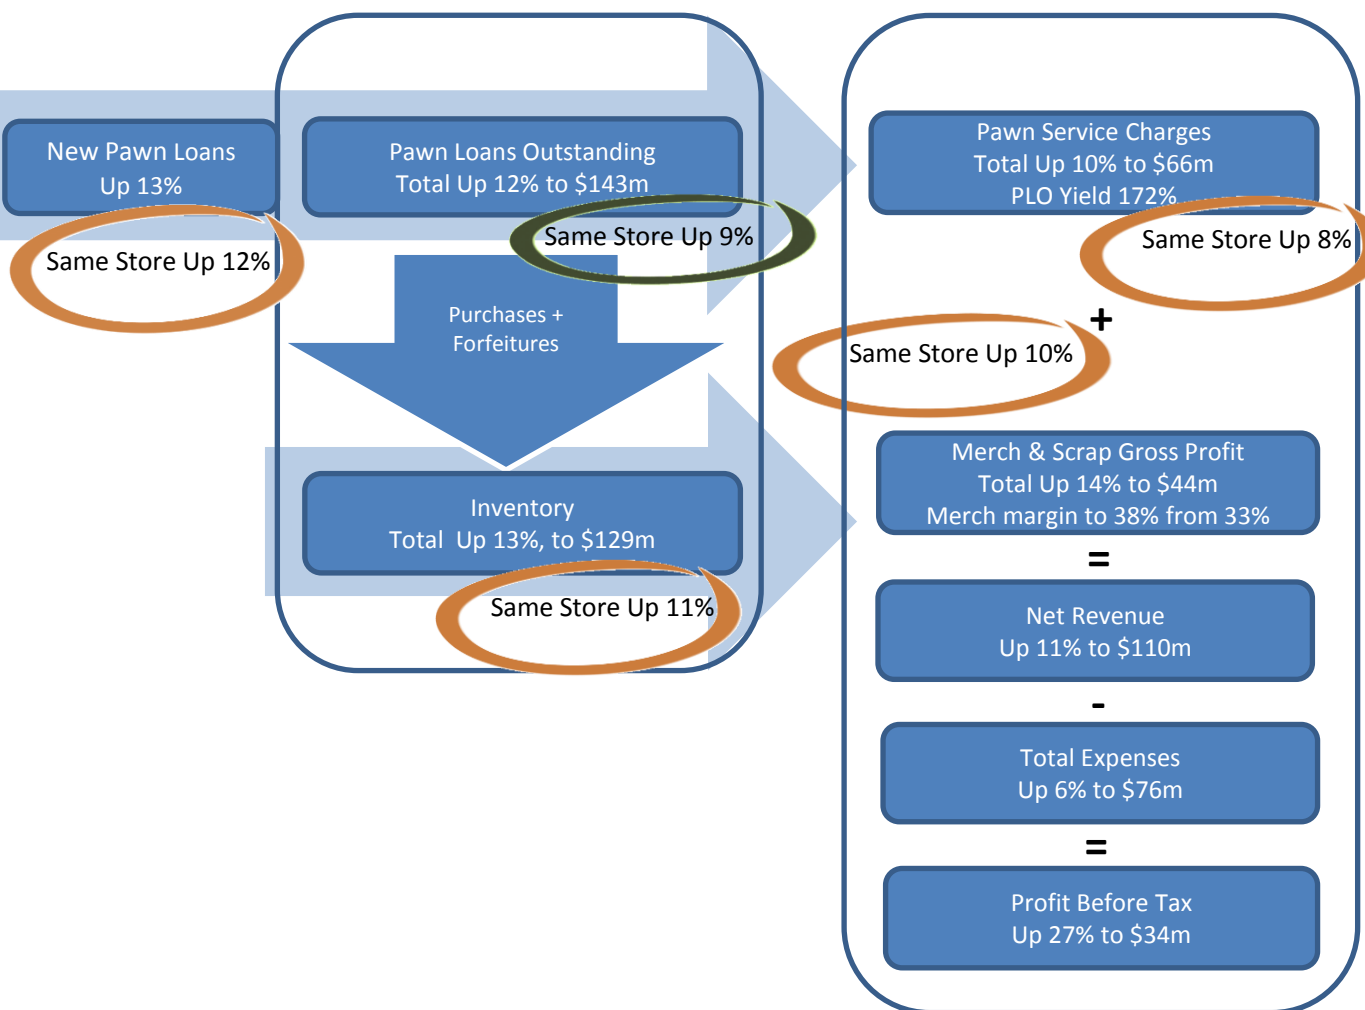 New Pawn Loans
Up 13%
Same Store Up 12%
Pawn Loans Outstanding
Total Up 12% to $143m
Same Store Up 9%
Purchases +
Forfeitures
Inventory
Total  Up 13%, to $129m
Same Store Up 11%
Pawn Service Charges
Total Up 10% to $66m
PLO Yield 172%
Same Store Up 8%
+
Same Store Up 10%
Merch & Scrap Gross Profit
Total Up 14% to $44m
Merch margin to 38% from 33%
=
Net Revenue
Up 11% to $110m
-
Total Expenses
Up 6% to $76m
=
Profit Before Tax
Up 27% to $34m